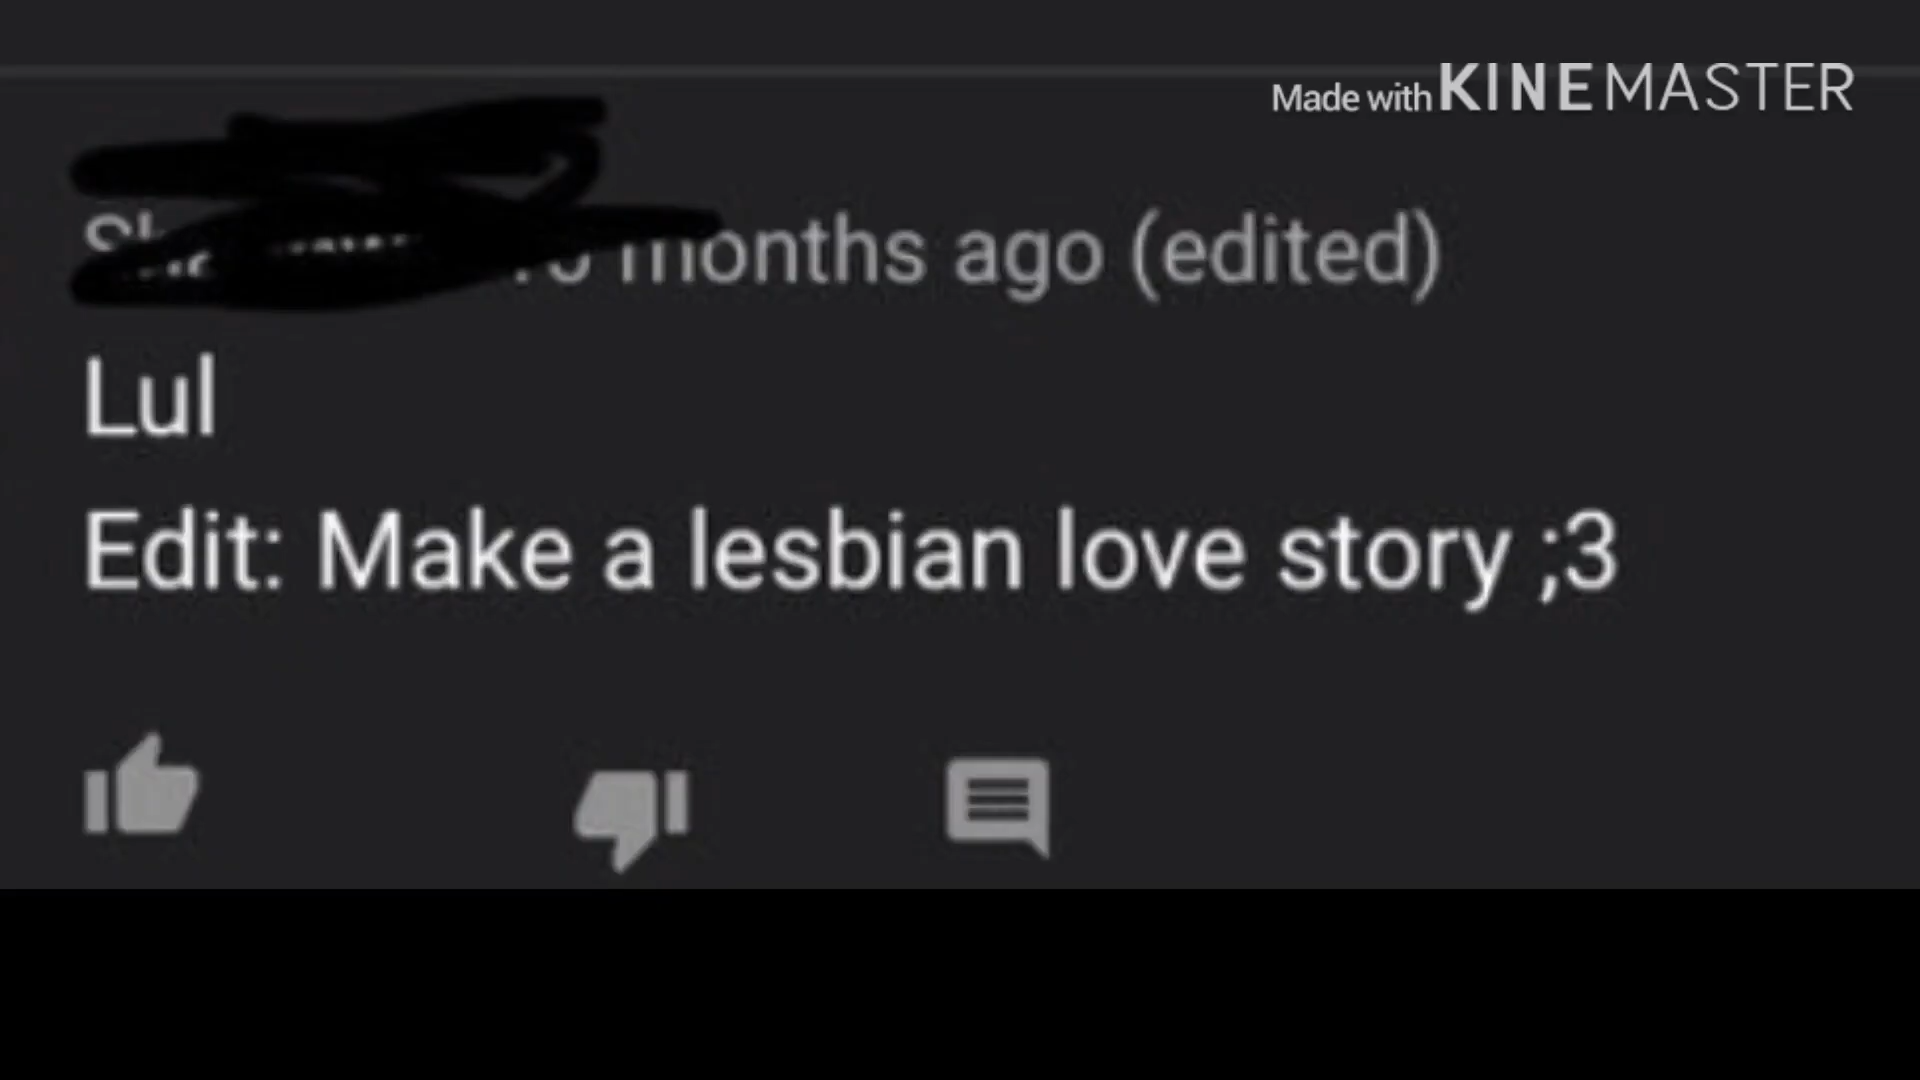 Made with KINEMASTER
months ago (edited)
Lul
Edit: Make a lesbian love story ;3